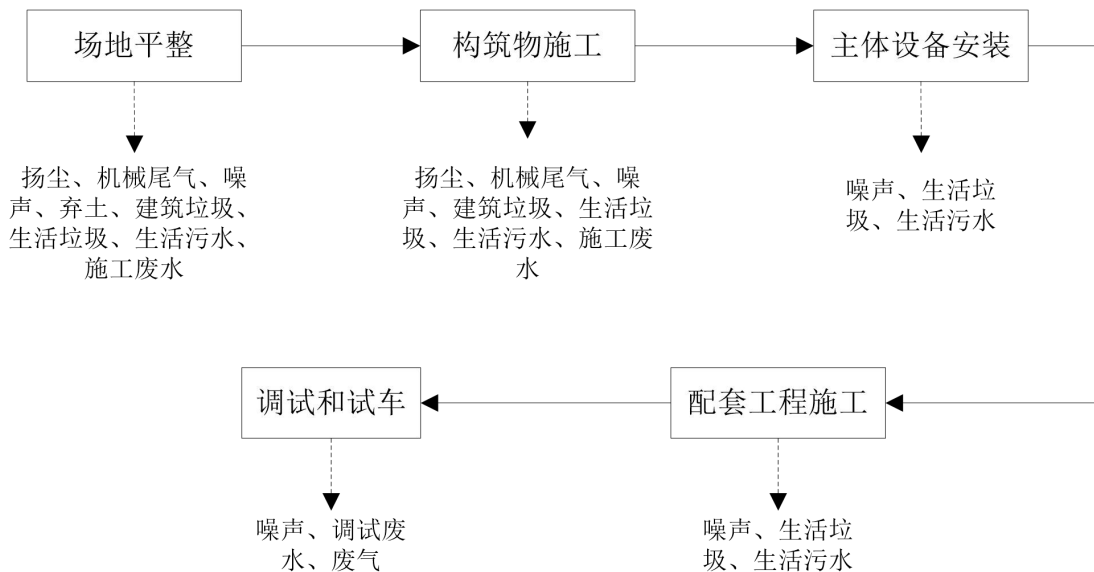 场地平整
构筑物施工
主体设备安装
扬尘、机械尾气、噪
声、弃土、建筑垃圾、
生活垃圾、生活污水、
施工废水
扬尘、机械尾气、噪
声、建筑垃圾、生活垃
圾、生活污水、施工废
水
噪声、生活垃
圾、生活污水
调试和试车
配套工程施工
噪声、调试废
水、废气
噪声、生活垃
圾、生活污水